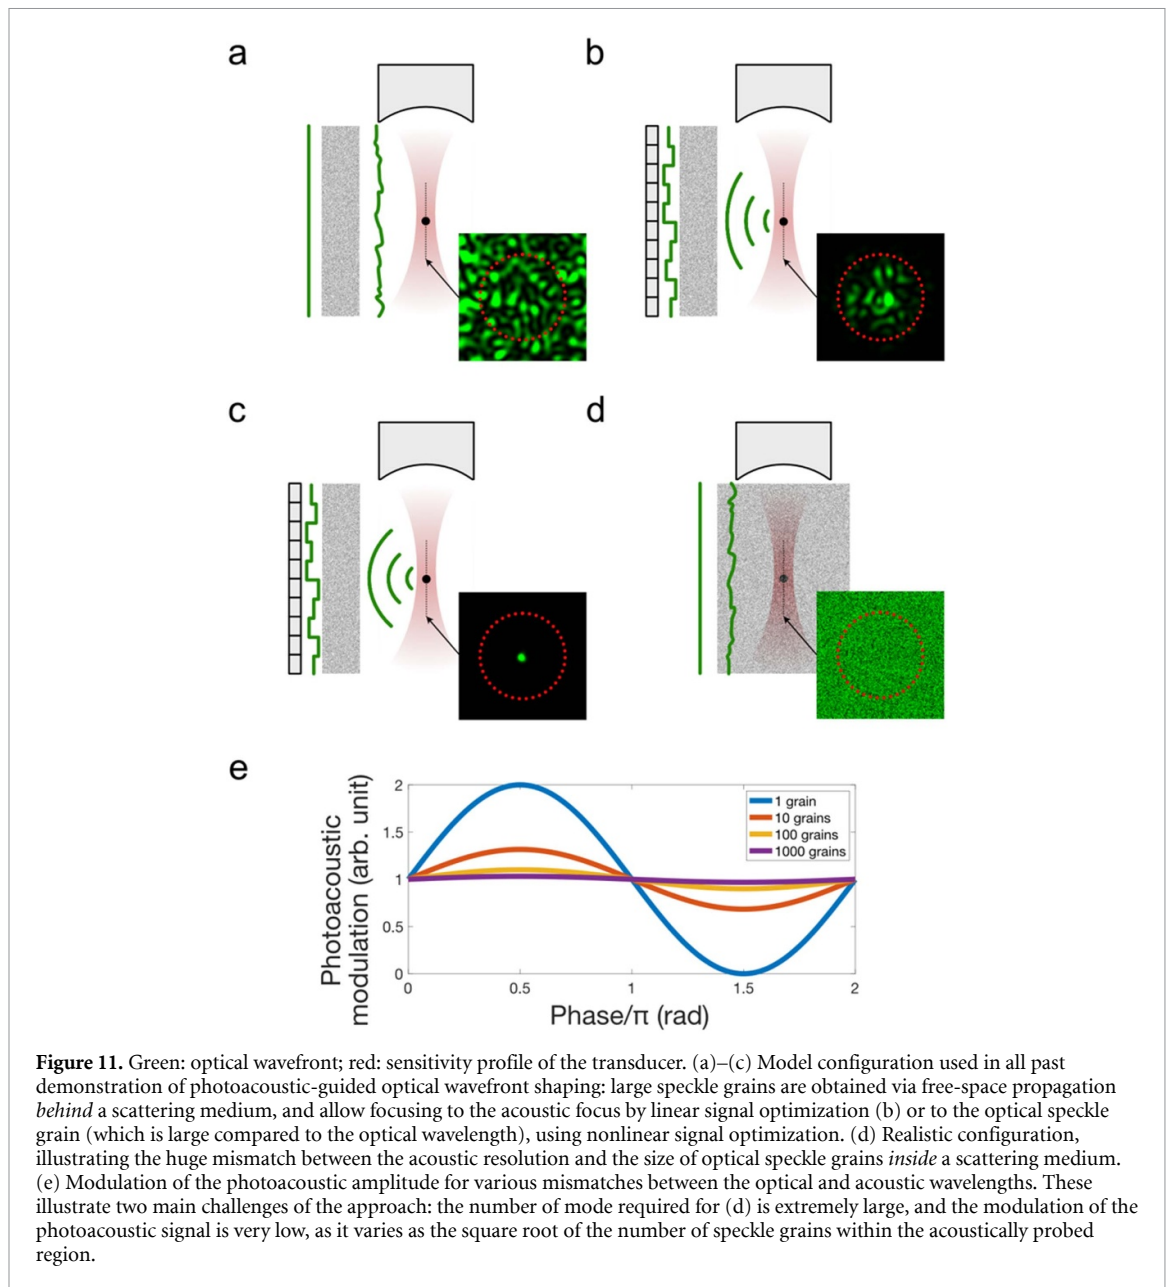 a
b
c
d
e
Photoacoustic
modulation (arb. unit)
2
1.5
1
0.5
0
0
0.5
1
1.5
2
Phase/π (rad)
1 grain
10 grains
100 grains
1000 grains
Figure 11. Green: optical wavefront; red: sensitivity profile of the transducer. (a)–(c) Model configuration used in all past
demonstration of photoacoustic-guided optical wavefront shaping: large speckle grains are obtained via free-space propagation
behind a scattering medium, and allow focusing to the acoustic focus by linear signal optimization (b) or to the optical speckle
grain (which is large compared to the optical wavelength), using nonlinear signal optimization. (d) Realistic configuration,
illustrating the huge mismatch between the acoustic resolution and the size of optical speckle grains inside a scattering medium.
(e) Modulation of the photoacoustic amplitude for various mismatches between the optical and acoustic wavelengths. These
illustrate two main challenges of the approach: the number of mode required for (d) is extremely large, and the modulation of the
photoacoustic signal is very low, as it varies as the square root of the number of speckle grains within the acoustically probed
region.